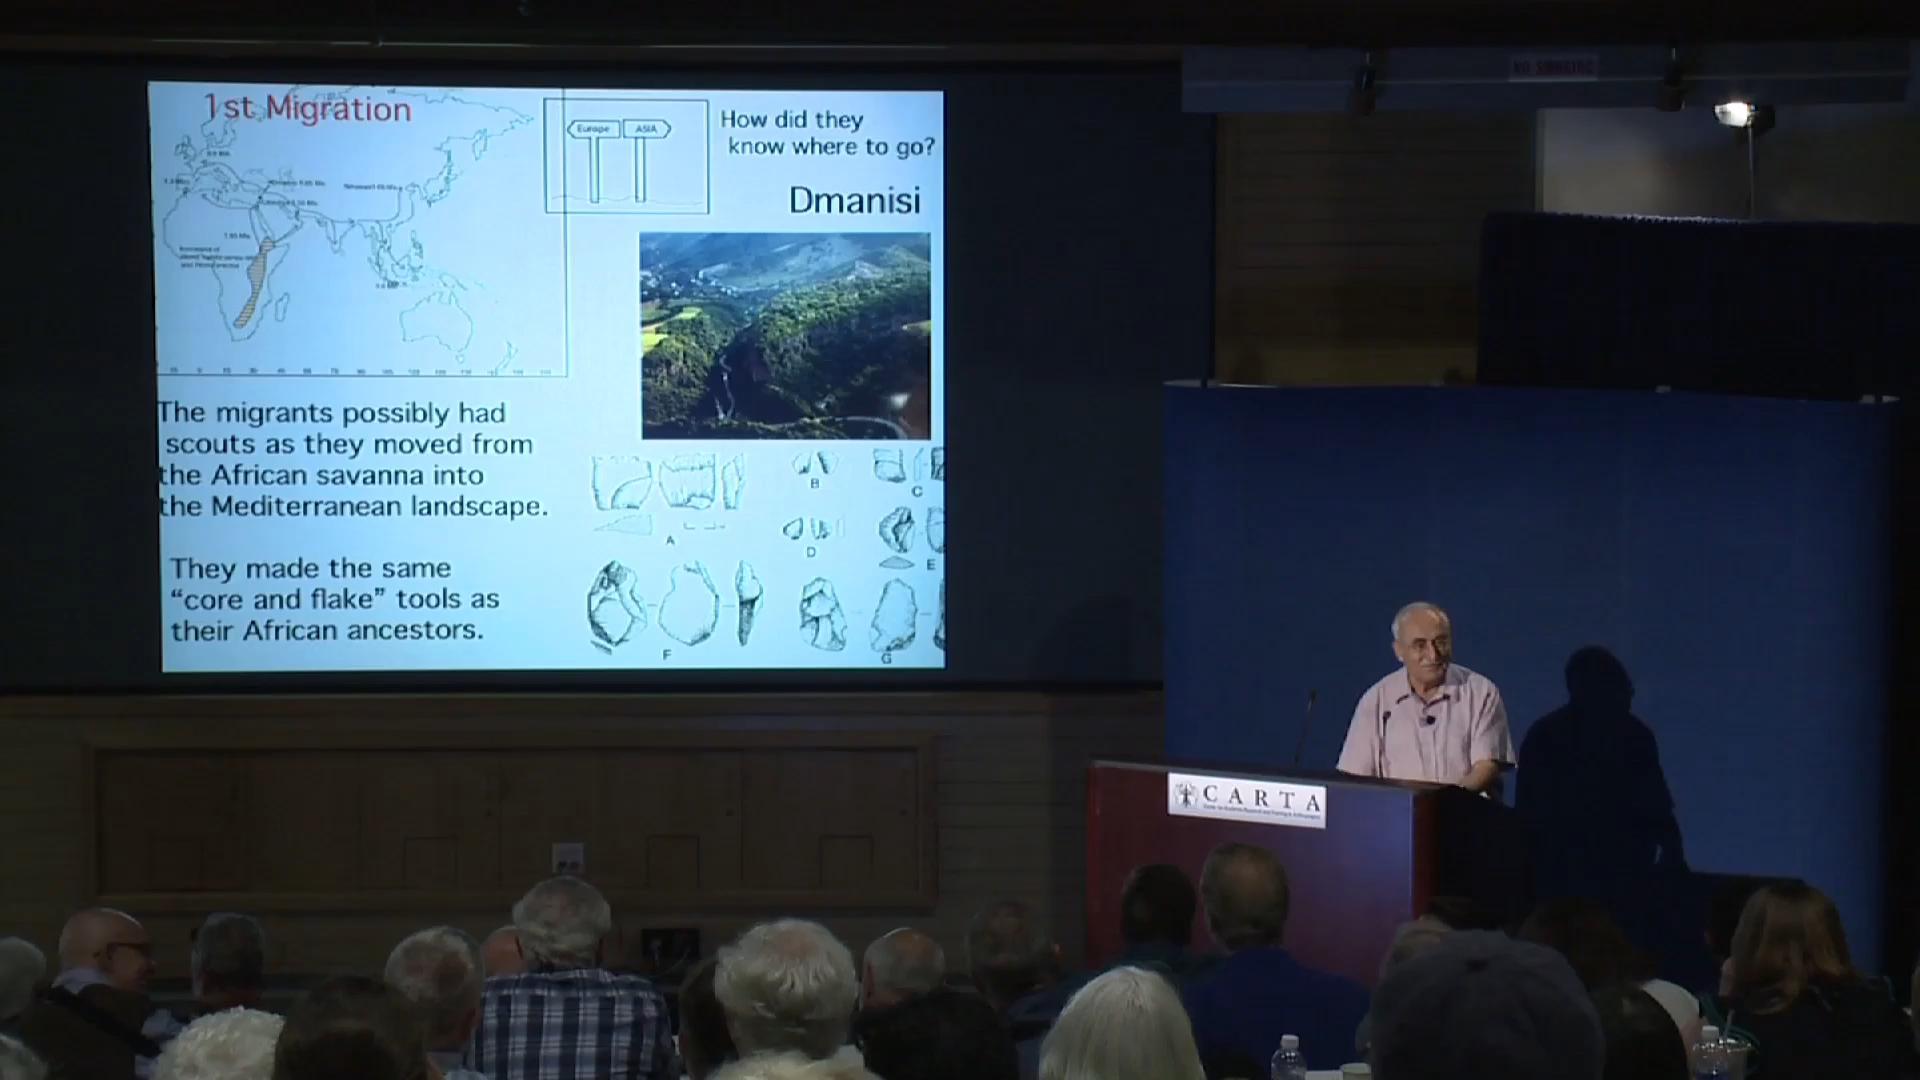 NO SMOKING
1st Migration
Europe
ASIA
How did they
know where to go?
Dmanisi
The migrants possibly had
scouts as they moved from
the African savanna into
the Mediterranean landscape.
They made the same
“core and flake” tools as
their African ancestors.
A
B
C
D
E
F
G
CARTA